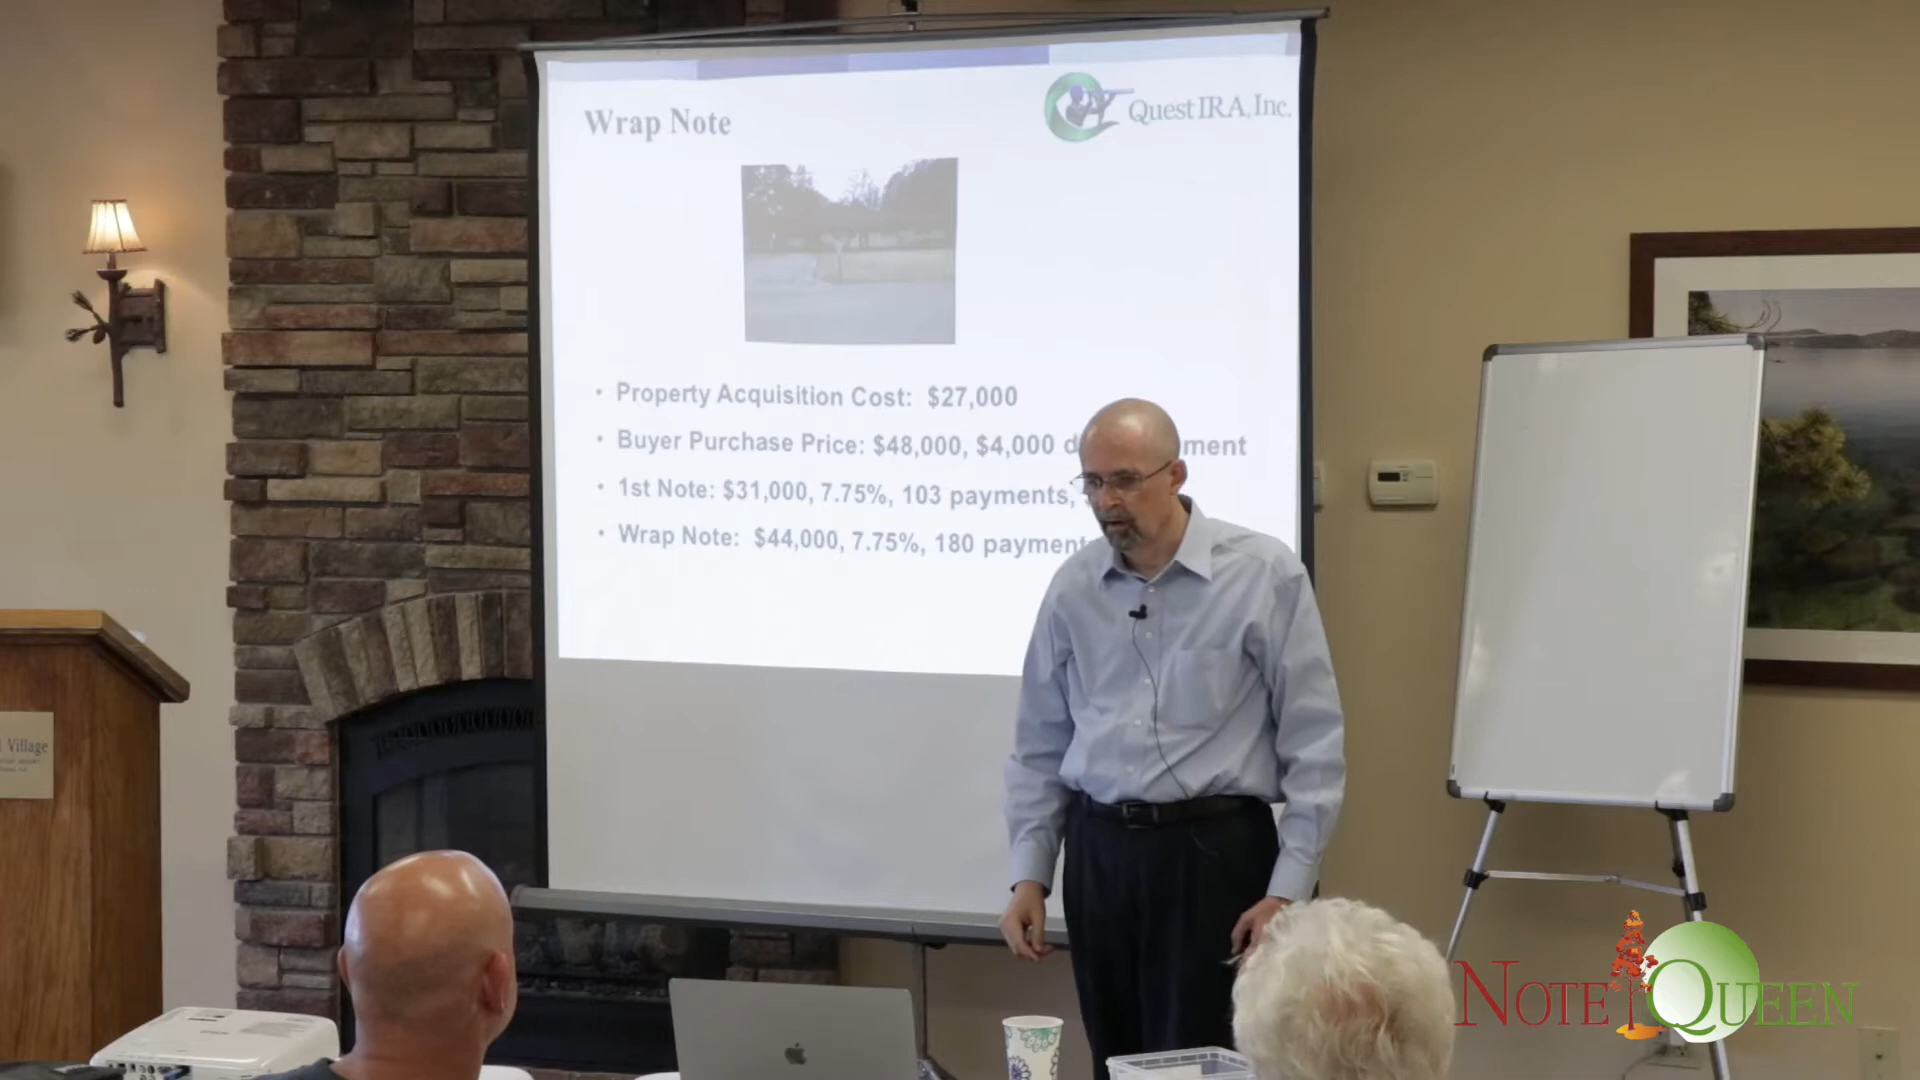 Wrap Note
Quest IRA, Inc.
• Property Acquisition Cost: $27,000
• Buyer Purchase Price: $48,000, $4,000 d ment
• 1st Note: $31,000, 7.75%, 103 payments,
• Wrap Note: $44,000, 7.75%, 180 payment
Village
NOTE QUEEN